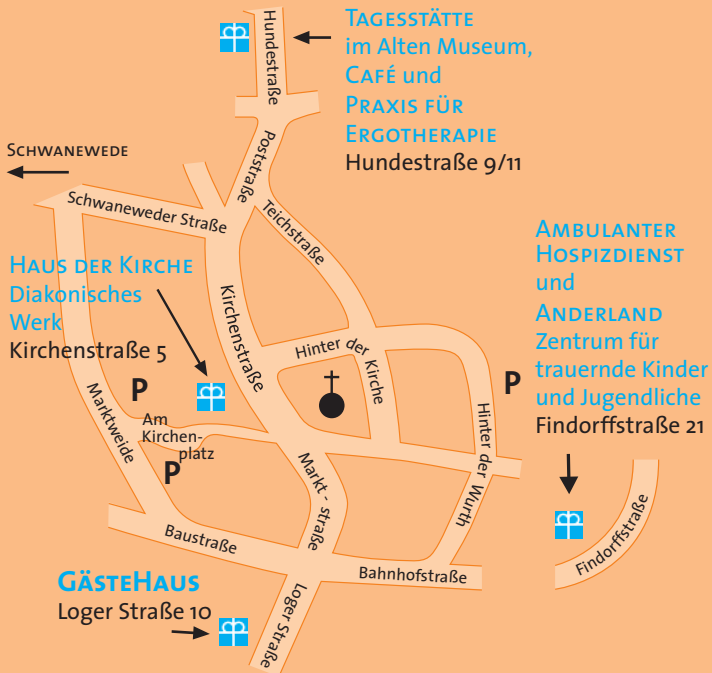 TAGESSTÄTTE
im Alten Museum,
CAFÉ und
PRAXIS FÜR
ERGOTHERAPIE
Hundestraße 9/11
Hundestraße
SCHWANEWEDE
Poststraße
Teichstraße
Schwaneweder Straße
AMBULANTER
HOSPIZDIENST
und
ANDERLAND
Zentrum für
trauernde Kinder
und Jugendliche
Findorffstraße 21
HAUS DER KIRCHE
Diakonisches
Werk
Kirchenstraße 5
Kirchenstraße
Hinter der Kirche
P
P
Marktweide
Am
Kirchen-
platz
P
Hinter der Wurth
Markt - straße
Baustraße
Bahnhofstraße
Findorffstraße
GÄSTEHAUS
Loger Straße 10
Loger Straße